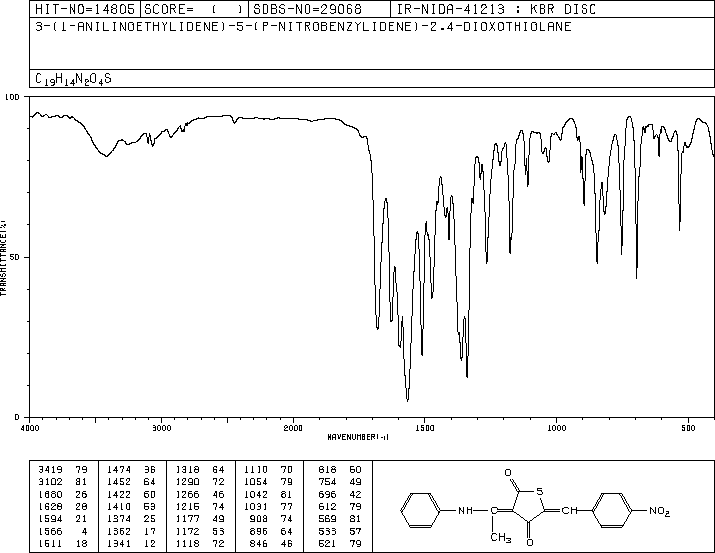 HIT-NO=14805 SCORE= ( ) SDBS-NO=29068 IR-NIDA-41213 : KBR DISC
3-(1-ANILINOETHYLIDENE)-5-(P-NITROBENZYLIDENE)-2.4-DIOXOTHIOLANE
C19H14N2O4S
100
50
0
TRANSMITTANCE(%)
4000 3000 2000 1500 1000 500
WAVENUMBER(-1)
3419 79 1474 36 1318 64 1110 70 818 60
3102 81 1452 64 1290 72 1054 79 754 49
1680 26 1422 60 1266 46 1042 81 696 42
1628 28 1410 53 1215 74 1031 77 612 79
1594 21 1374 25 1177 49 908 74 569 81
1566 4 1362 17 1172 53 896 64 533 57
1511 18 1341 12 1118 72 846 46 521 79
O
S
NH
CH
NO2
CH3
O